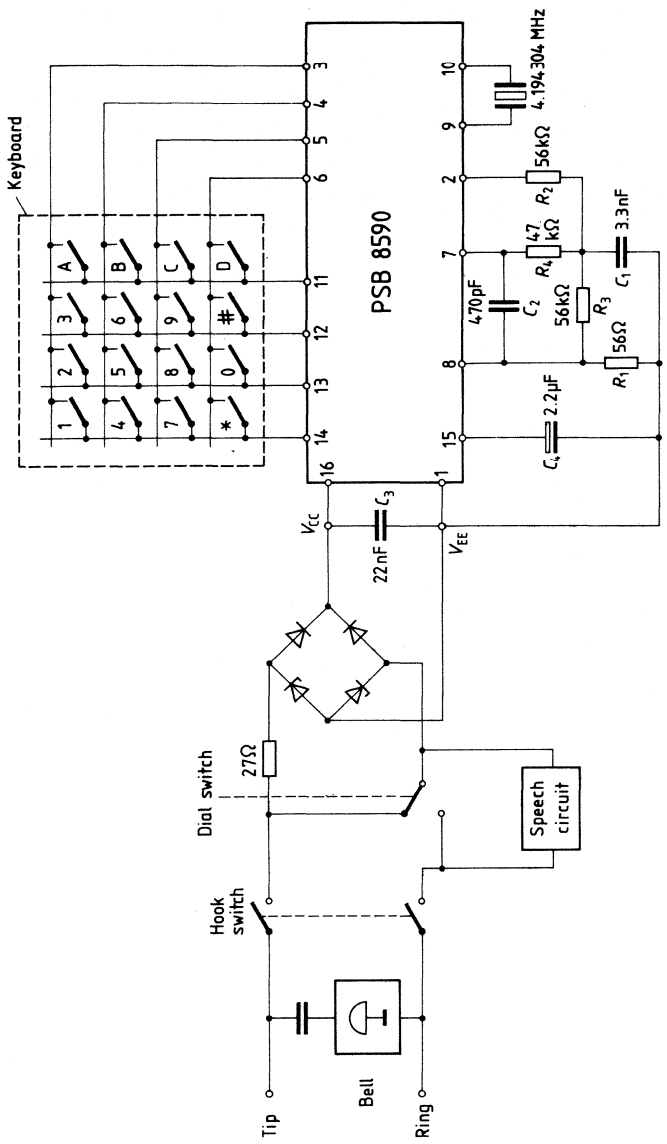 Keyboard
1
2
3
A
4
5
6
B
7
8
9
C
*
0
#
D
14
13
12
11
6
5
4
3
16
1
PSB 8590
15
8
7
2
9
10
Tip
Ring
Bell
Hook
switch
Dial switch
27Ω
Speech
circuit
VCC
22nF
C3
VEE
C4
2.2µF
470pF
C2
R1
56Ω
56kΩ
R3
R4
47
kΩ
R2
56kΩ
C1
3.3nF
4.194304 MHz